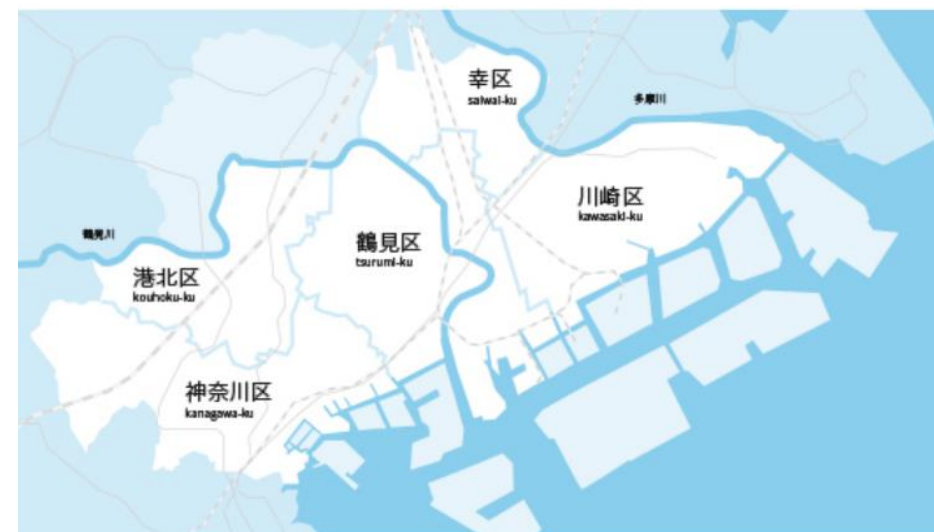 幸区
saiwai-ku
多摩川
川崎区
kawasaki-ku
鶴見川
鶴見区
tsurumi-ku
港北区
kouhoku-ku
神奈川区
kanagawa-ku